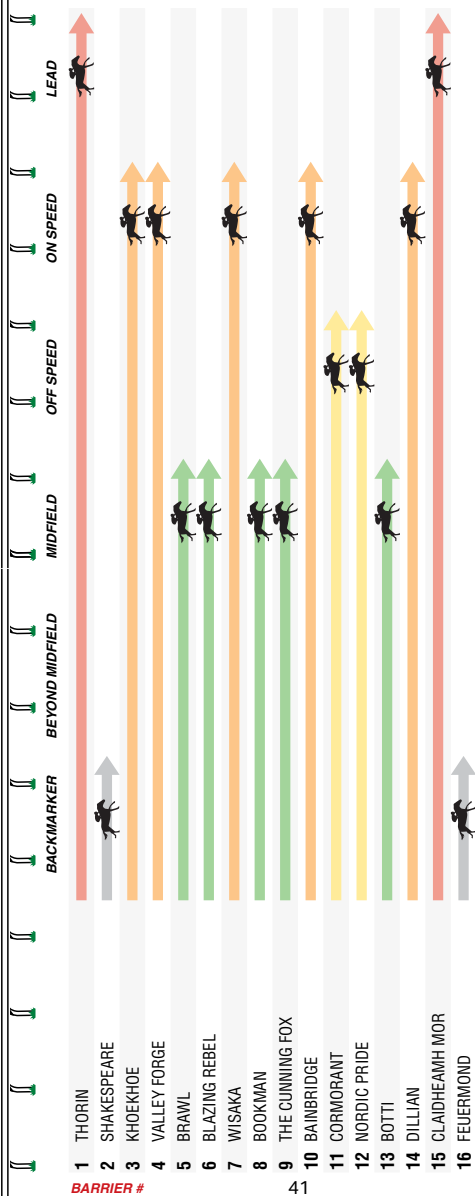 LEAD
ON SPEED
OFF SPEED
MIDFIELD
BEYOND MIDFIELD
BACKMARKER
1 THORIN
2 SHAKESPEARE
3 KHOEKHOE
4 VALLEY FORGE
5 BRAWL
6 BLAZING REBEL
7 WISAKA
8 BOOKMAN
9 THE CUNNING FOX
10 BAINBRIDGE
11 CORMORANT
12 NORDIC PRIDE
13 BOTTI
14 DILLIAN
15 CLAIDHEAMH MOR
16 FEUERMOND
BARRIER #
41